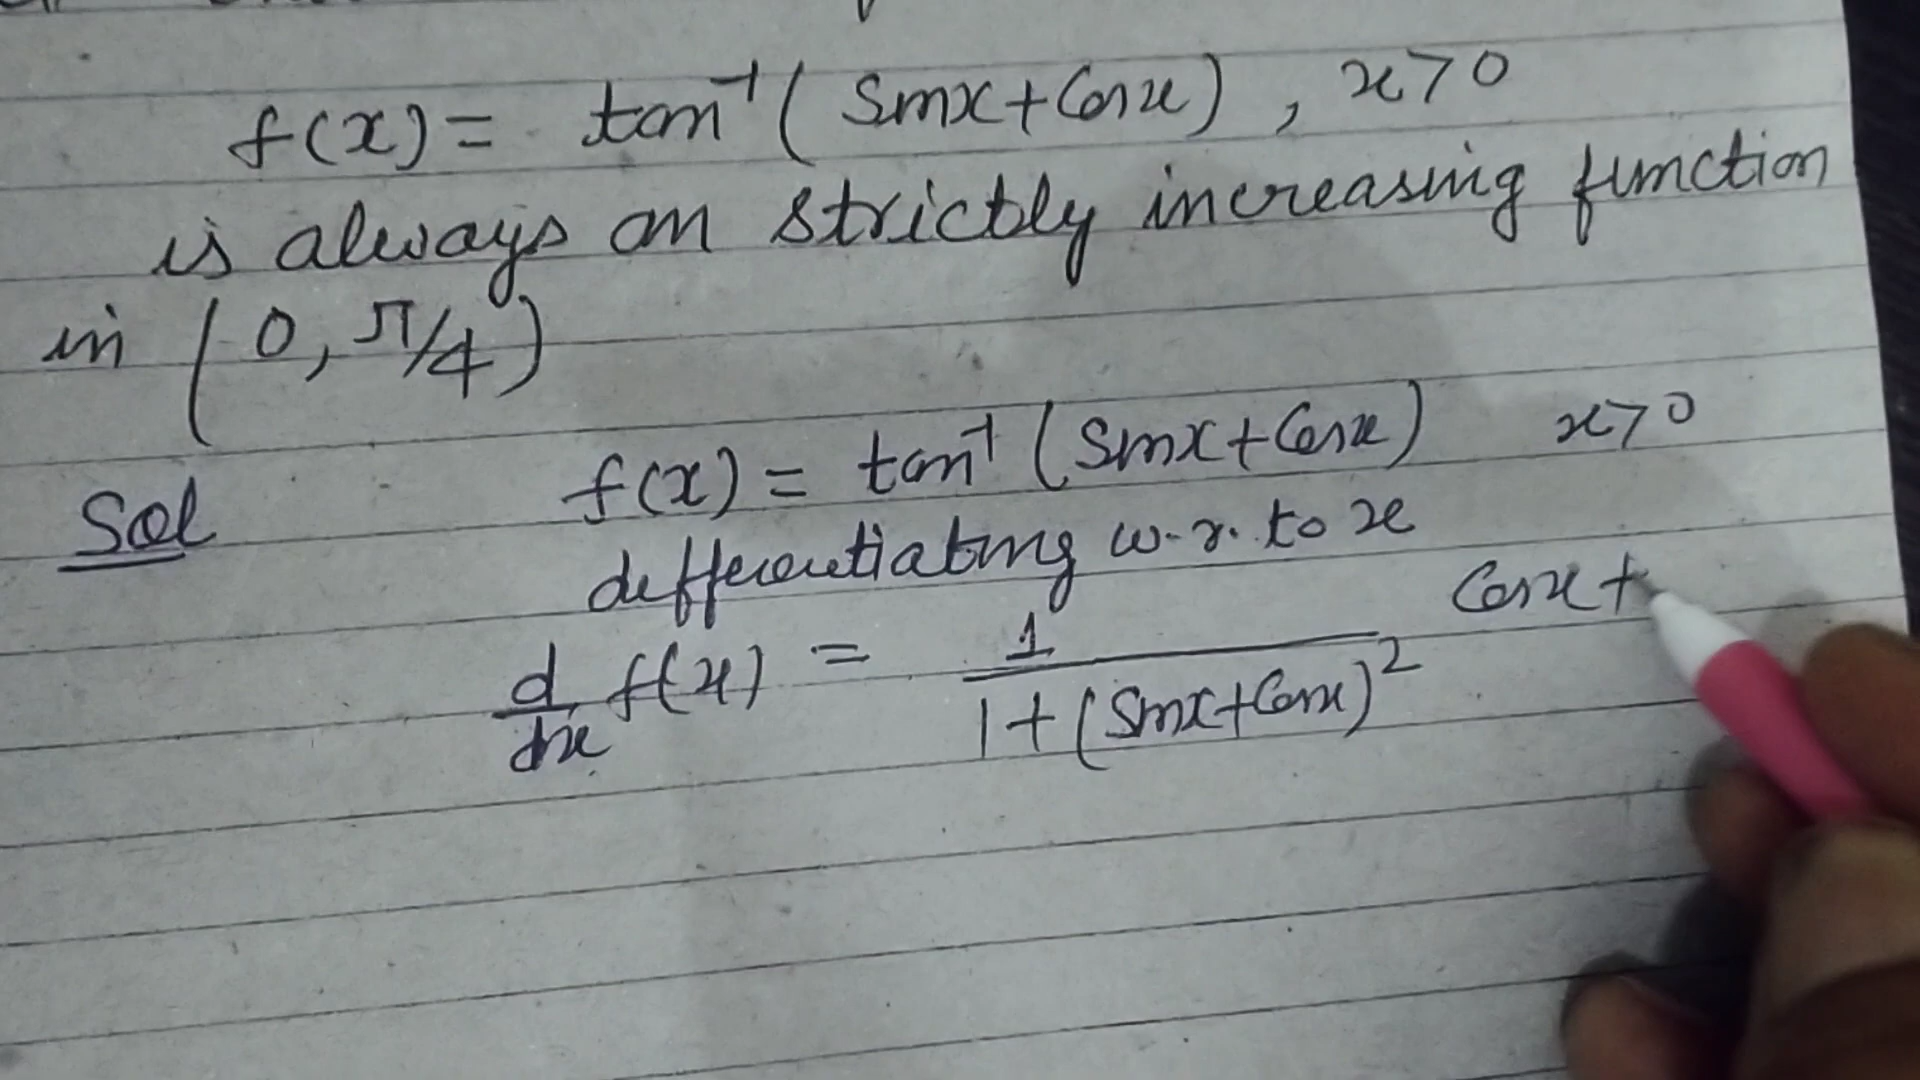 f(x) = tan⁻¹ ( Sinx + Cosx ) , x > 0
is always an strictly increasing function
in ( 0 , π/4 )
Sol f(x) = tan⁻¹ ( Sinx + Cosx ) x > 0
differentiating w.r. to x
d/dx f(x) = 1/(1 + (Sinx + Cosx)²) Cosx +